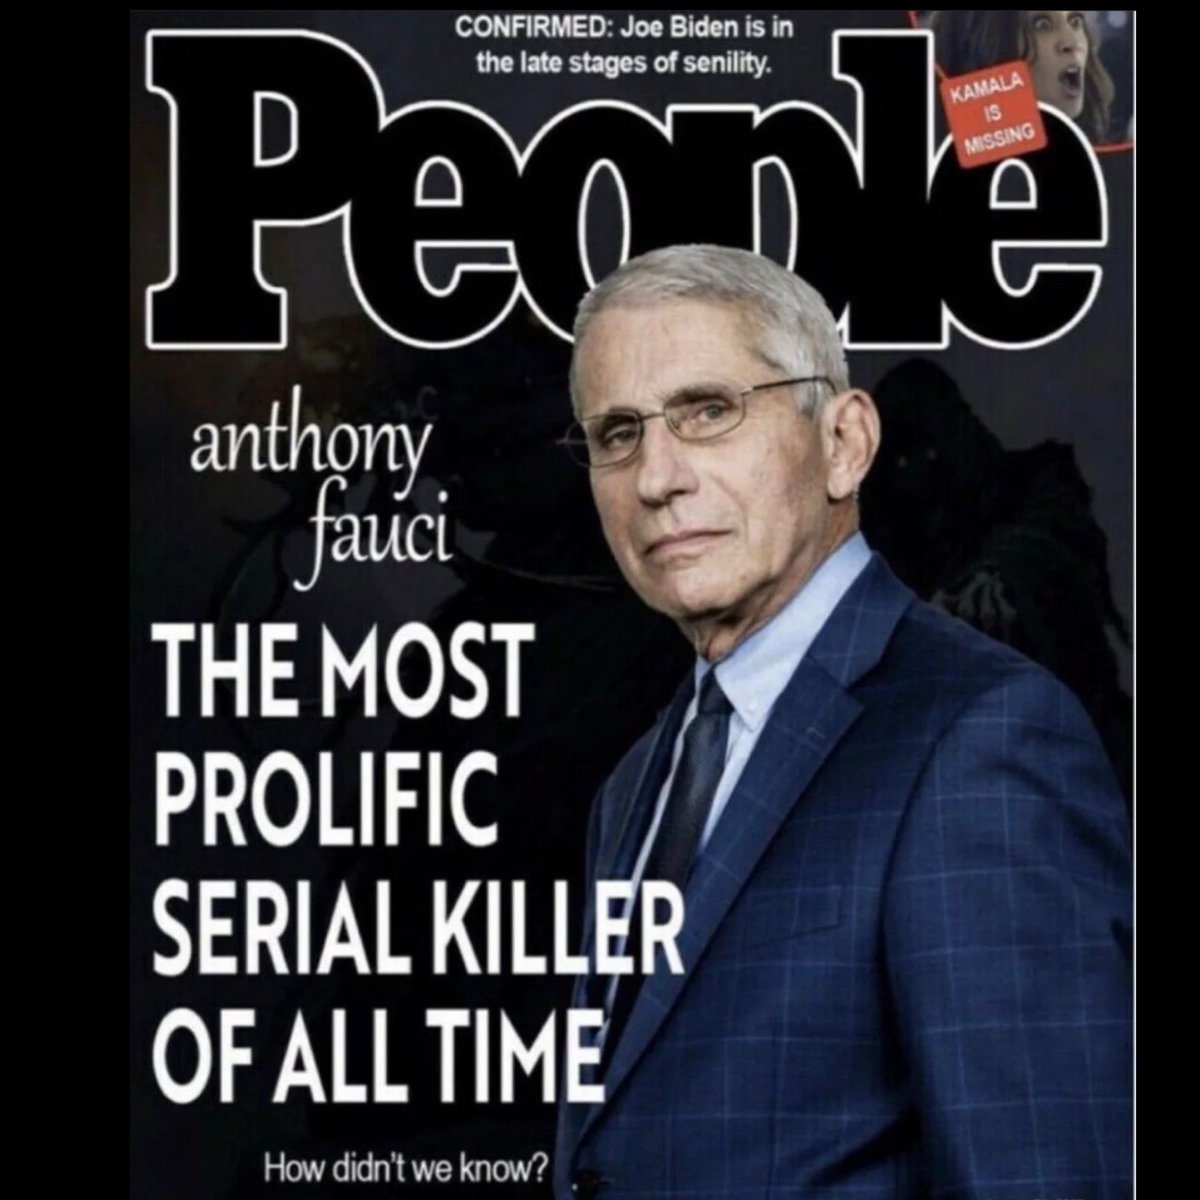 CONFIRMED: Joe Biden is in
the late stages of senility.
People
KAMALA
IS
MISSING
anthony
fauci
THE MOST
PROLIFIC
SERIAL KILLER
OF ALL TIME
How didn't we know?